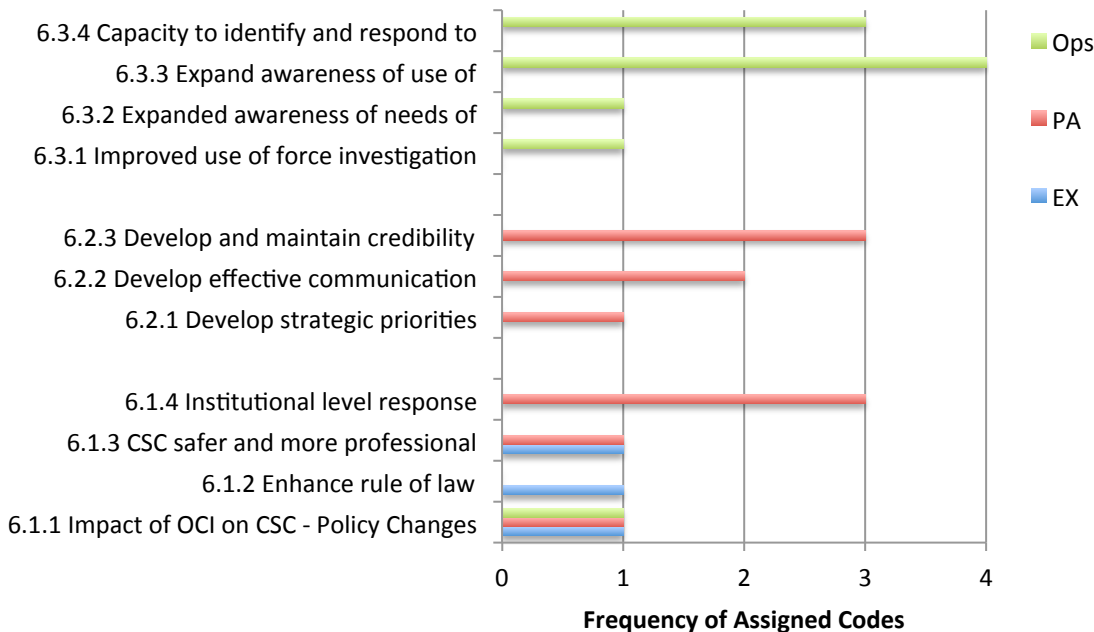 6.3.4 Capacity to identify and respond to
6.3.3 Expand awareness of use of
6.3.2 Expanded awareness of needs of
6.3.1 Improved use of force investigation
6.2.3 Develop and maintain credibility
6.2.2 Develop effective communication
6.2.1 Develop strategic priorities
6.1.4 Institutional level response
6.1.3 CSC safer and more professional
6.1.2 Enhance rule of law
6.1.1 Impact of OCI on CSC - Policy Changes
0 1 2 3 4
Frequency of Assigned Codes
Ops
PA
EX